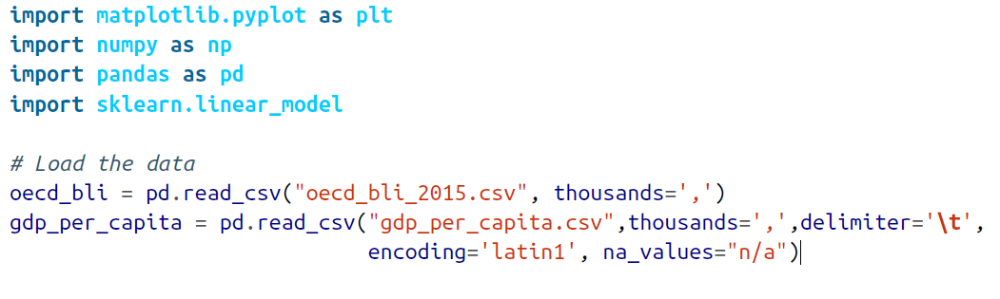 import matplotlib.pyplot as plt
import numpy as np
import pandas as pd
import sklearn.linear_model
# Load the data
oecd_bli = pd.read_csv("oecd_bli_2015.csv", thousands=',')
gdp_per_capita = pd.read_csv("gdp_per_capita.csv",thousands=',',delimiter='\t',
encoding='latin1', na_values="n/a")